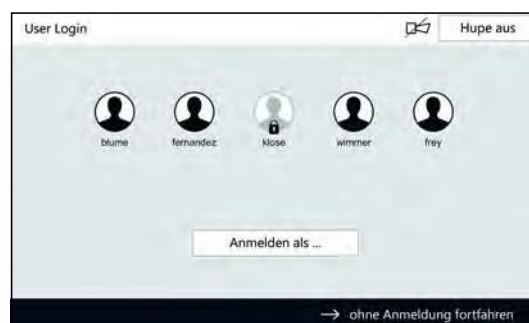 User Login
Hupe aus
blume fernandez klose wimmer frey
Anmelden als ...
→ ohne Anmeldung fortfahren